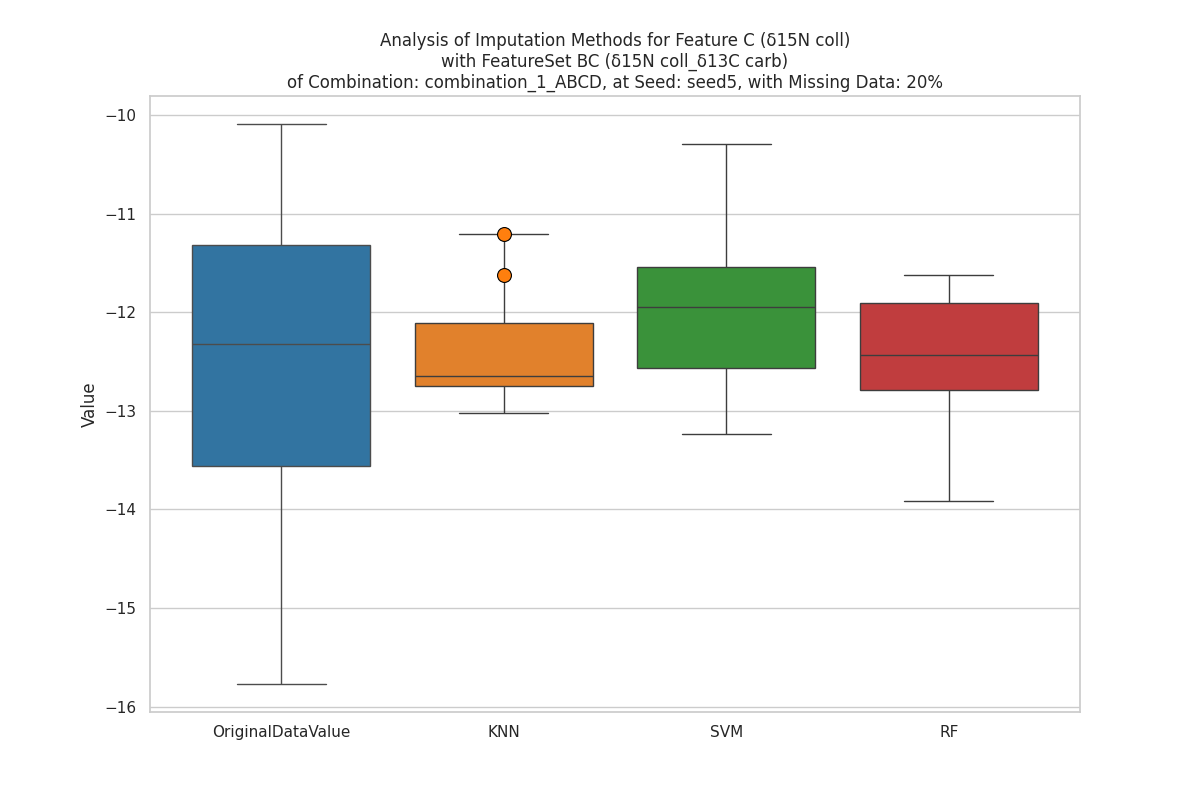 Analysis of Imputation Methods for Feature C (δ15N coll)
with FeatureSet BC (δ15N coll_δ13C carb)
of Combination: combination_1_ABCD, at Seed: seed5, with Missing Data: 20%
−10
−11
−12
−13
−14
−15
−16
Value
OriginalDataValue
KNN
SVM
RF